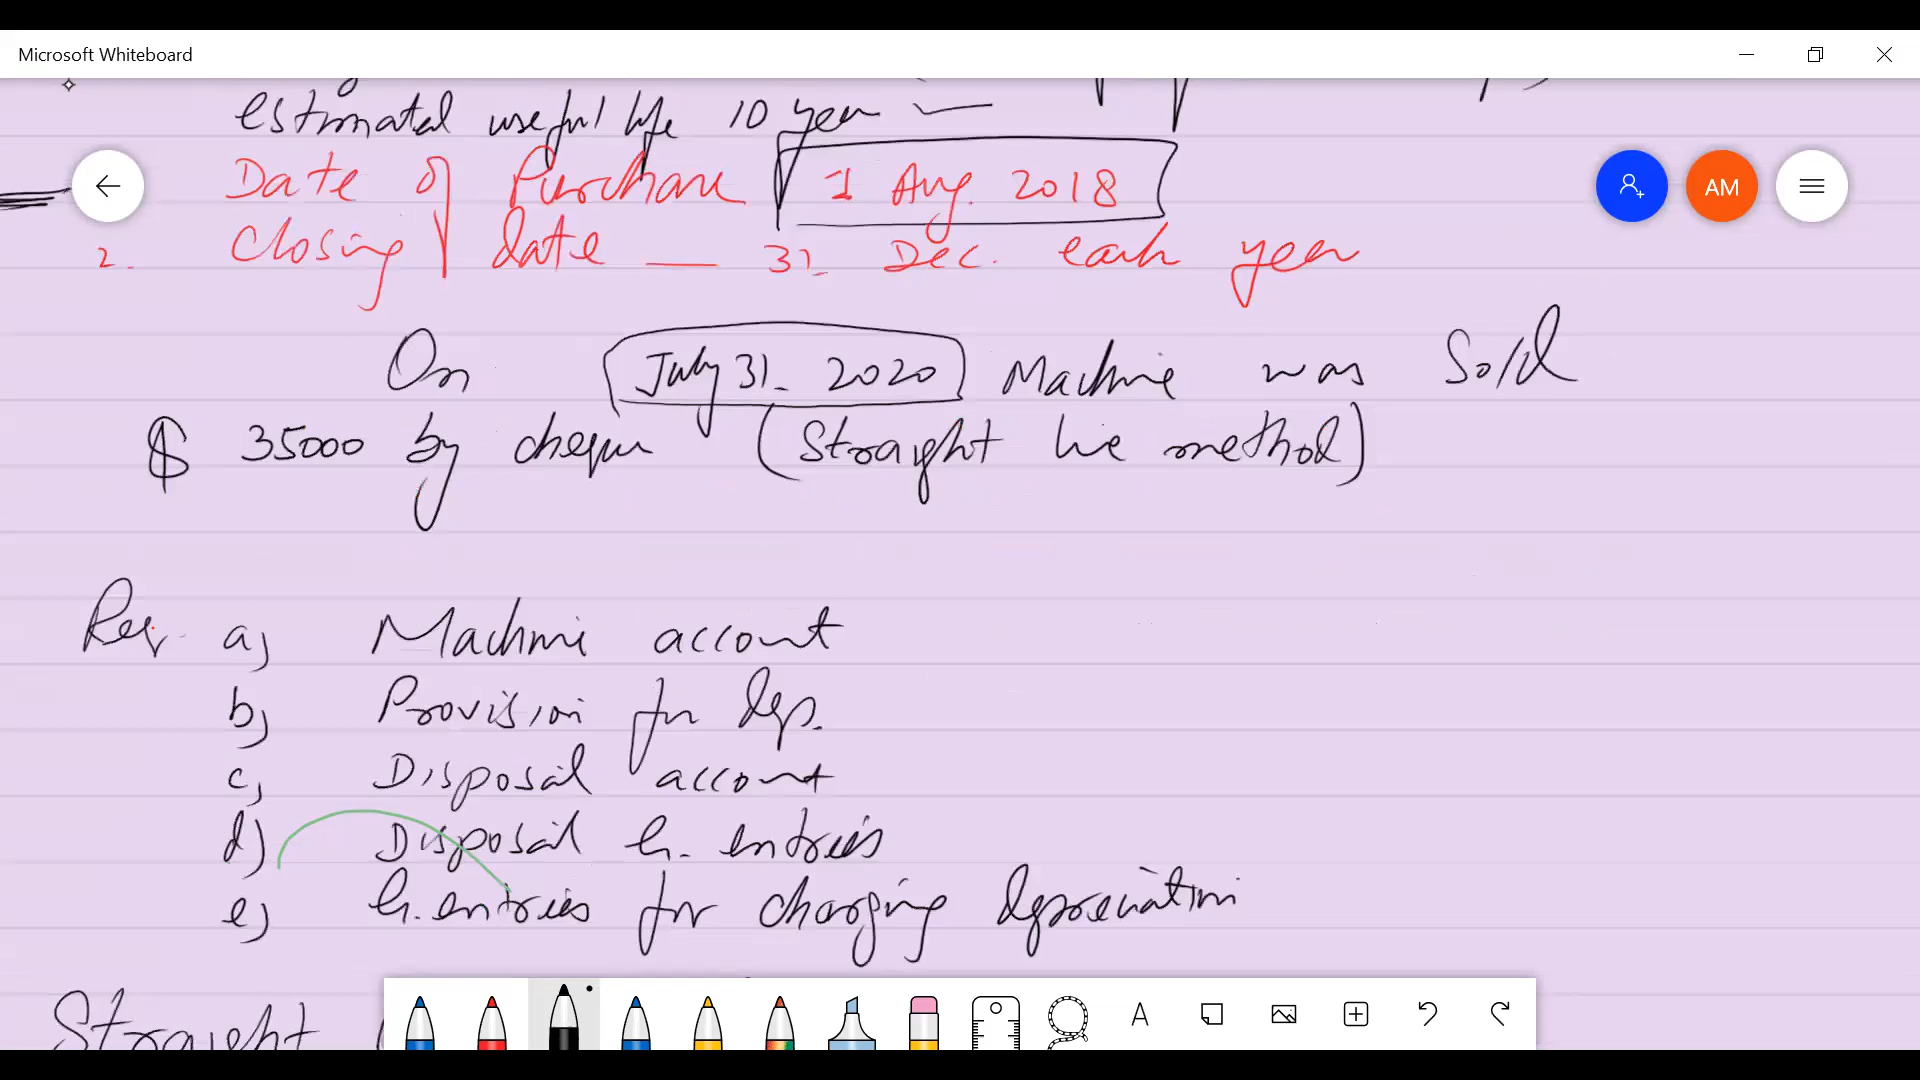 Microsoft Whiteboard
estimated useful life 10 year
Date of Purchase 1 Aug. 2018
AM
2. Closing date — 31 Dec. each year
On July 31. 2020 Machine was Sold
$ 35000 by cheque (Straight line method)
Req. a) Machine account
b) Provision for dep.
c) Disposal account
d) Disposal G. entries
e) G. entries for charging depreciation
Straight